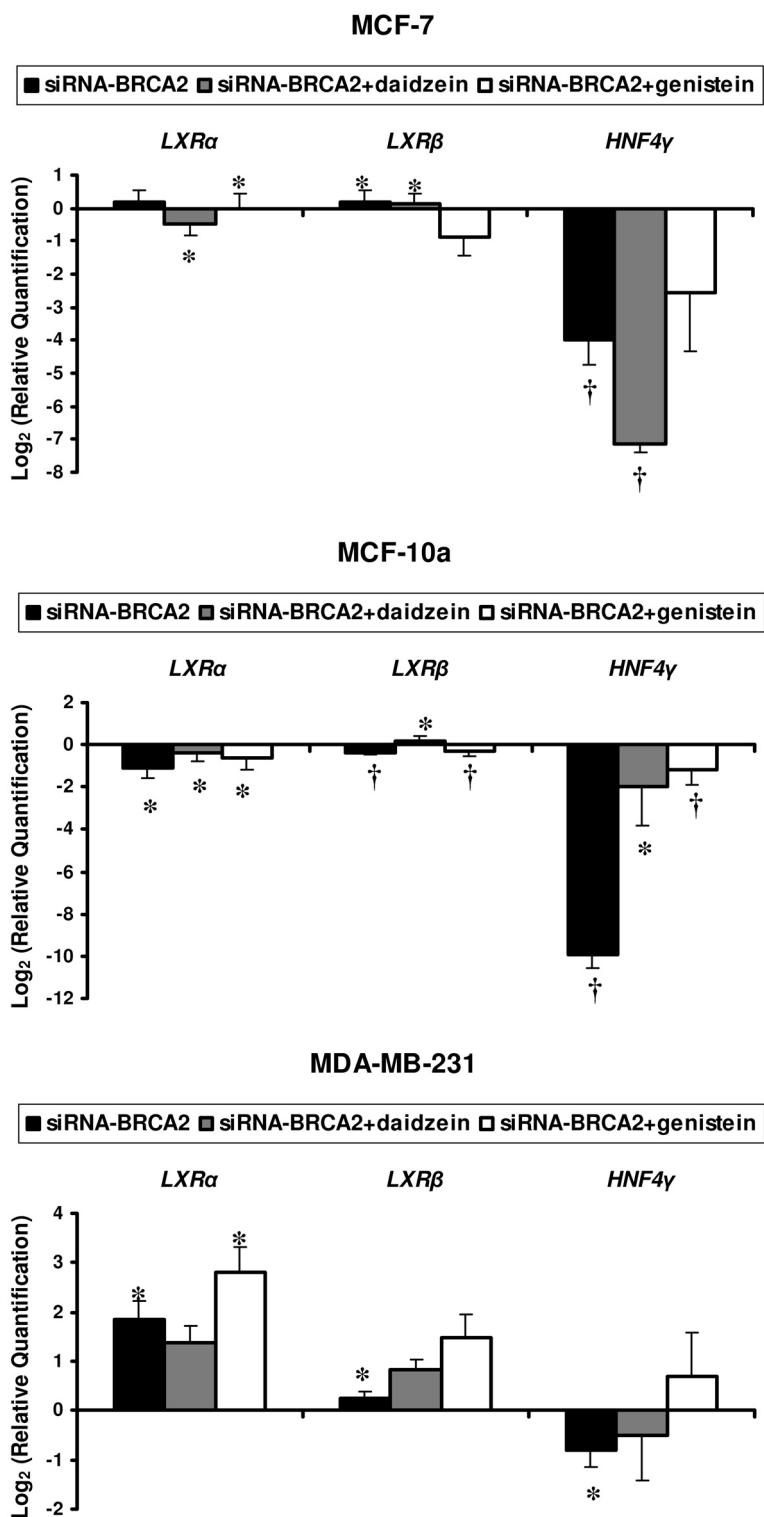 MCF-7
siRNA-BRCA2 siRNA-BRCA2+daidzein siRNA-BRCA2+genistein
LXRα LXRβ HNF4γ
Log₂ (Relative Quantification)
1
0
-1
-2
-3
-4
-5
-6
-7
-8
* * *
*
†
†
MCF-10a
siRNA-BRCA2 siRNA-BRCA2+daidzein siRNA-BRCA2+genistein
LXRα LXRβ HNF4γ
Log₂ (Relative Quantification)
2
0
-2
-4
-6
-8
-10
-12
*
* * * † † * †
†
MDA-MB-231
siRNA-BRCA2 siRNA-BRCA2+daidzein siRNA-BRCA2+genistein
LXRα LXRβ HNF4γ
Log₂ (Relative Quantification)
4
3
2
1
0
-1
-2
* *
*
*